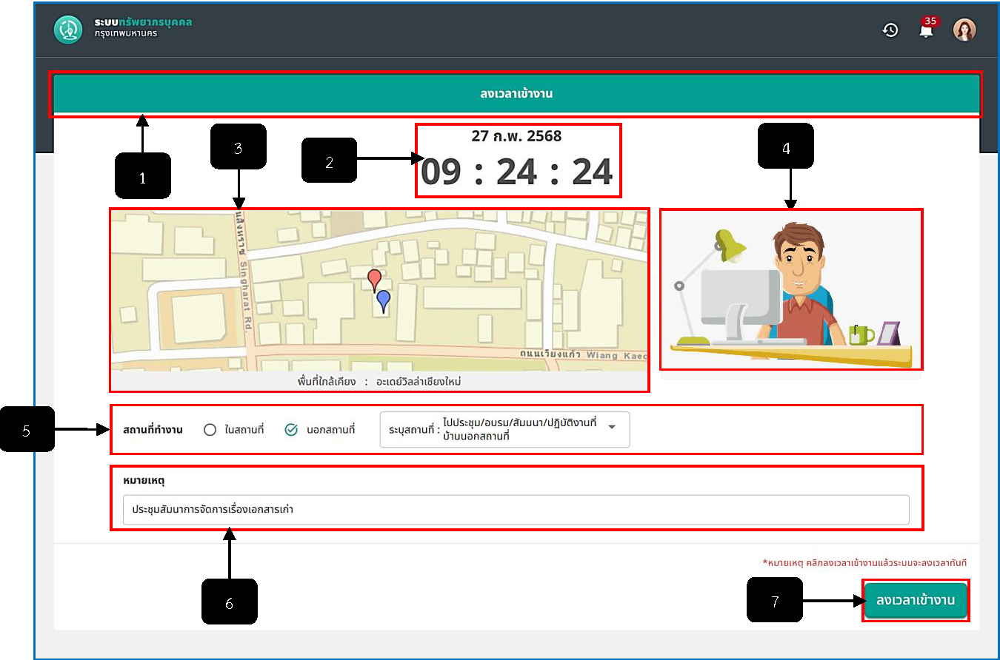 ระบบทรัพยากรบุคคล
กรุงเทพมหานคร
35
ลงเวลาเข้างาน
1
2
3
4
27 ก.พ. 2568
09 : 24 : 24
แสิงหราช Singharat Rd.
ถนนเวียงแก้ว Wiang Kaec
พื้นที่ใกล้เคียง : อะเดย์วิลล่าเชียงใหม่
5
สถานที่ทำงาน ในสถานที่ นอกสถานที่ ระบุสถานที่ : ไปประชุม/อบรม/สัมมนา/ปฏิบัติงานที่
บ้านนอกสถานที่
หมายเหตุ
ประชุมสัมนาการจัดการเรื่องเอกสารเก่า
6
*หมายเหตุ คลิกลงเวลาเข้างานแล้วระบบจะลงเวลาทันที
7
ลงเวลาเข้างาน